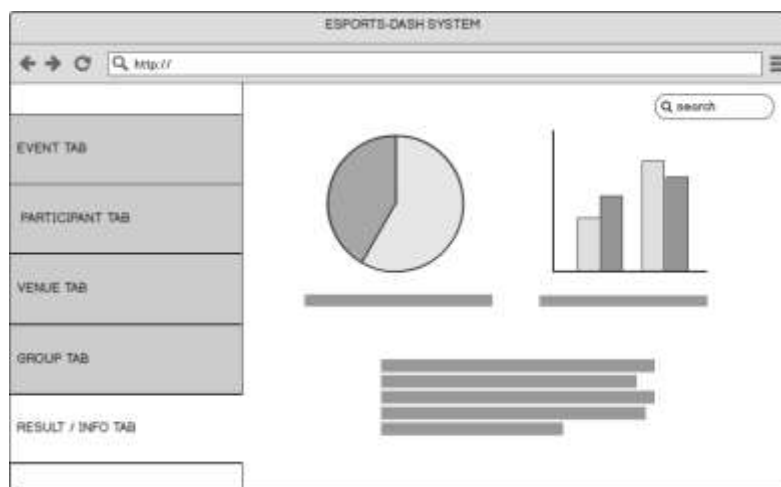 ESPORTS-DASH SYSTEM
http://
search
EVENT TAB
PARTICIPANT TAB
VENUE TAB
GROUP TAB
RESULT / INFO TAB